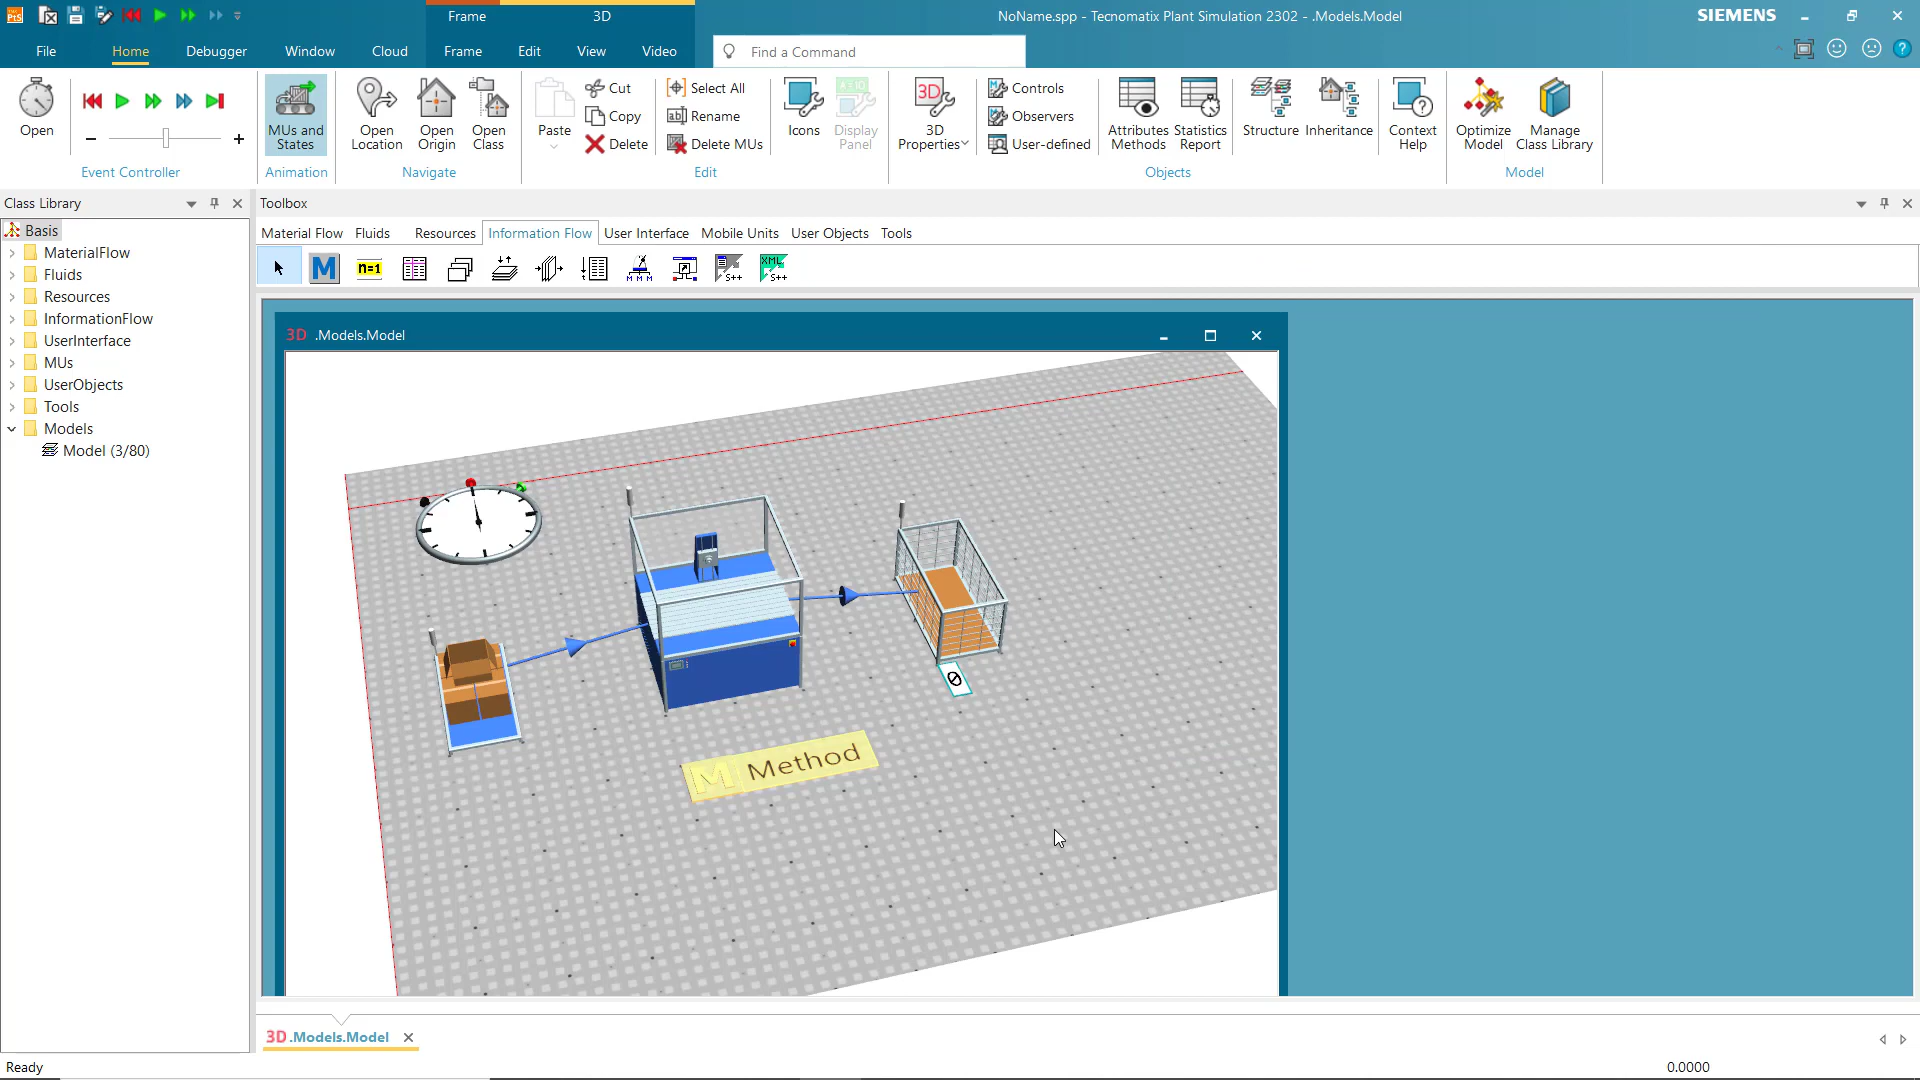 Frame
3D
NoName.spp - Tecnomatix Plant Simulation 2302 - .Models.Model
SIEMENS
File
Home
Debugger
Window
Cloud
Frame
Edit
View
Video
Find a Command
Open
Event Controller
MUs and States
Animation
Open Location
Open Origin
Open Class
Navigate
Paste
Cut
Copy
Delete
Select All
Rename
Delete MUs
Icons
Display Panel
Edit
3D Properties
Controls
Observers
User-defined
Attributes Methods
Statistics Report
Structure
Inheritance
Context Help
Objects
Optimize Model
Manage Class Library
Model
Class Library
Basis
MaterialFlow
Fluids
Resources
InformationFlow
UserInterface
MUs
UserObjects
Tools
Models
Model (3/80)
Toolbox
Material Flow
Fluids
Resources
Information Flow
User Interface
Mobile Units
User Objects
Tools
M
n=1
S++
XML
S++
3D .Models.Model
0
M Method
3D .Models.Model
Ready
0.0000